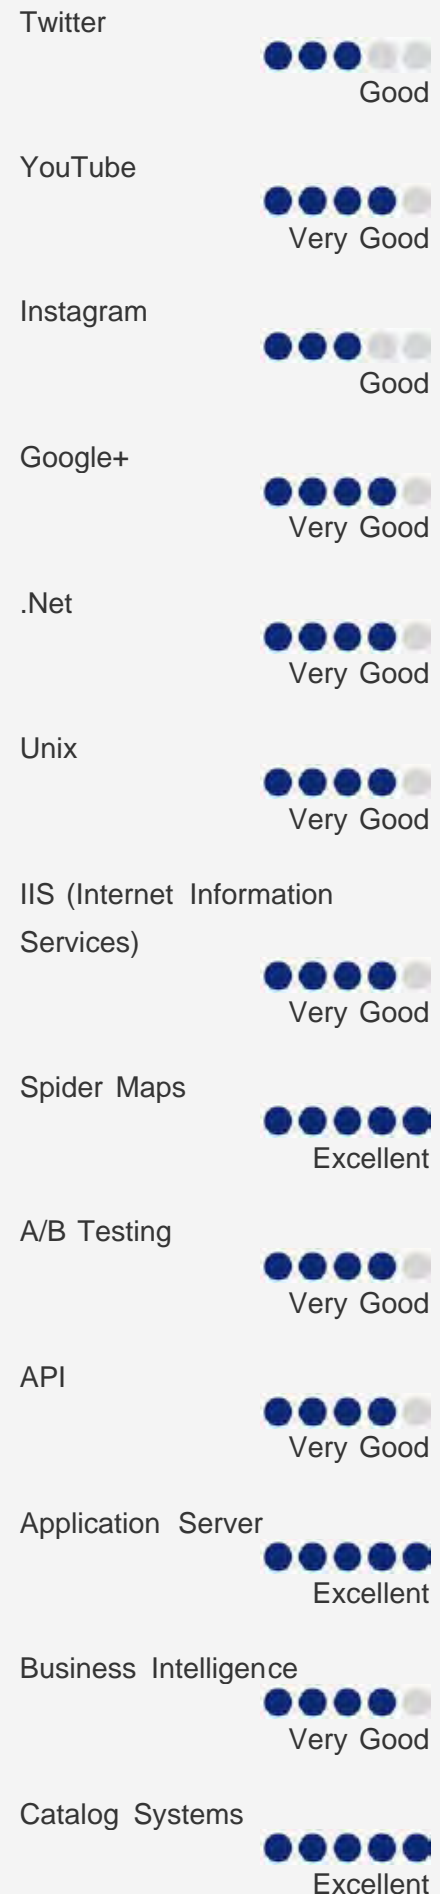 Twitter
Good
YouTube
Very Good
Instagram
Good
Google+
Very Good
.Net
Very Good
Unix
Very Good
IIS (Internet Information
Services)
Very Good
Spider Maps
Excellent
A/B Testing
Very Good
API
Very Good
Application Server
Excellent
Business Intelligence
Very Good
Catalog Systems
Excellent